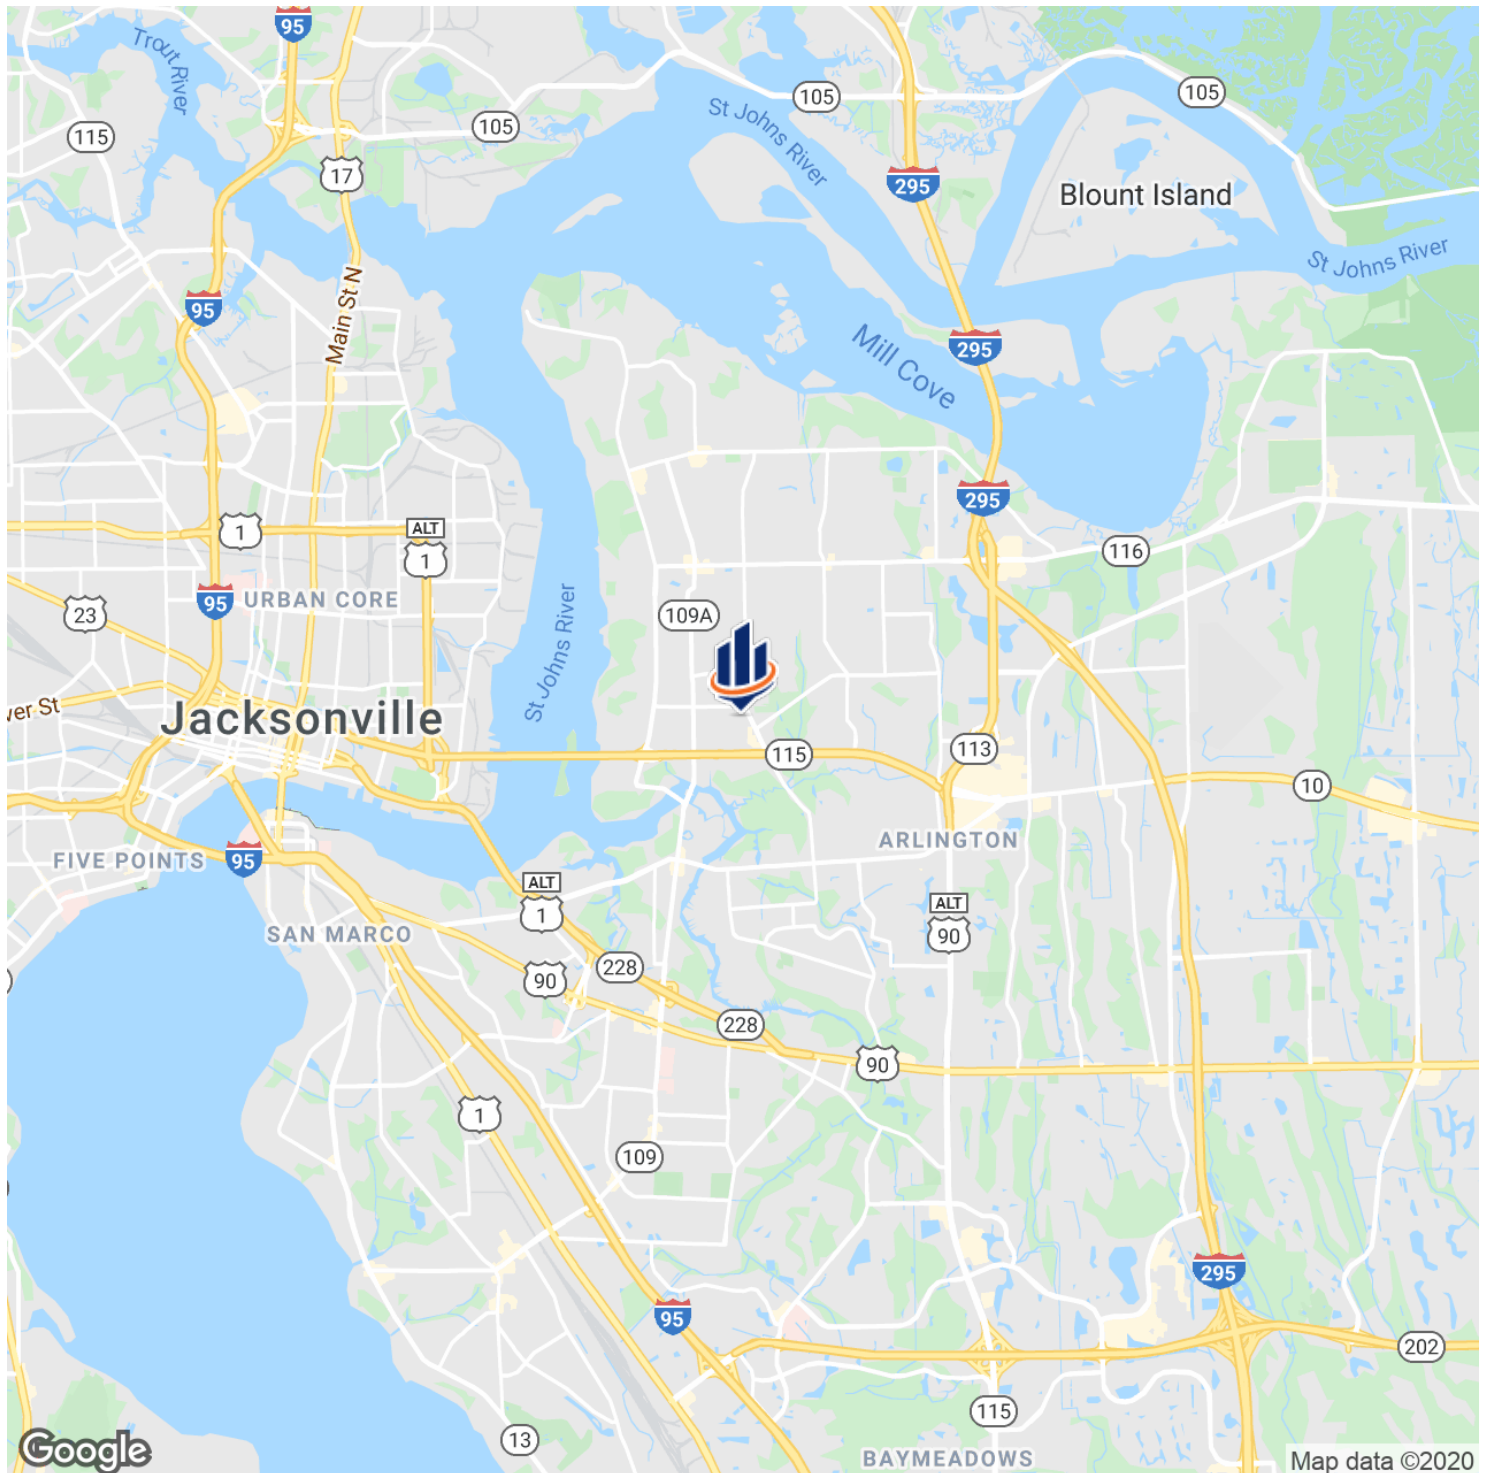 95
Trout River
105
105
St Johns River
115
105
17
295
Blount Island
St Johns River
95
Main St N
Mill Cove
295
295
ALT
1
1
116
95
URBAN CORE
23
109A
St Johns River
ver St
Jacksonville
115
113
10
ARLINGTON
FIVE POINTS
95
ALT
1
ALT
90
SAN MARCO
228
90
228
90
1
109
295
95
202
115
13
BAYMEADOWS
Google
Map data ©2020